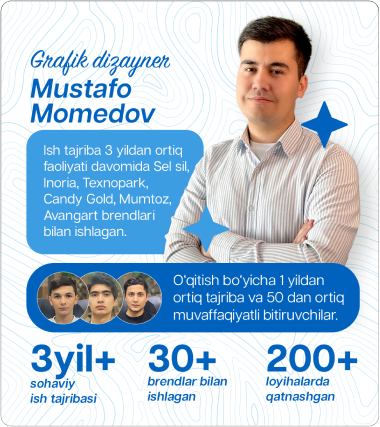 Grafik dizayner
Mustafo
Momedov
Ish tajriba 3 yildan ortiq
faoliyati davomida Sel sil,
Inoria, Texnopark,
Candy Gold, Mumtoz,
Avangart brendlari
bilan ishlagan.
O‘qitish bo‘yicha 1 yildan
ortiq tajriba va 50 dan ortiq
muvaffaqiyatli bitiruvchilar.
3yil+ 30+ 200+
sohaviy brendlar bilan loyihalarda
ish tajribasi ishlagan qatnashgan